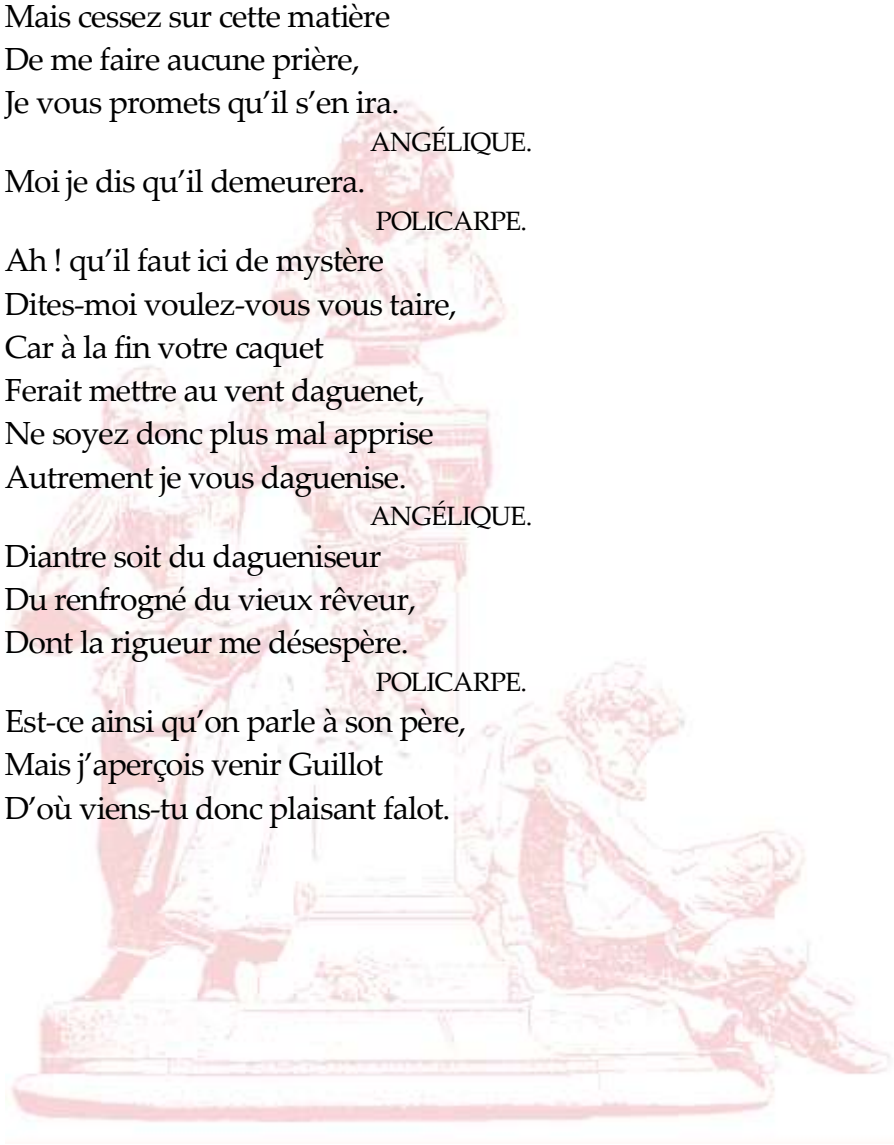 Mais cessez sur cette matière
De me faire aucune prière,
Je vous promets qu’il s’en ira.
ANGÉLIQUE.
Moi je dis qu’il demeurera.
POLICARPE.
Ah ! qu’il faut ici de mystère
Dites-moi voulez-vous vous taire,
Car à la fin votre caquet
Ferait mettre au vent daguenet,
Ne soyez donc plus mal apprise
Autrement je vous daguenise.
ANGÉLIQUE.
Diantre soit du dagueniseur
Du renfrogné du vieux rêveur,
Dont la rigueur me désespère.
POLICARPE.
Est-ce ainsi qu’on parle à son père,
Mais j’aperçois venir Guillot
D’où viens-tu donc plaisant falot.